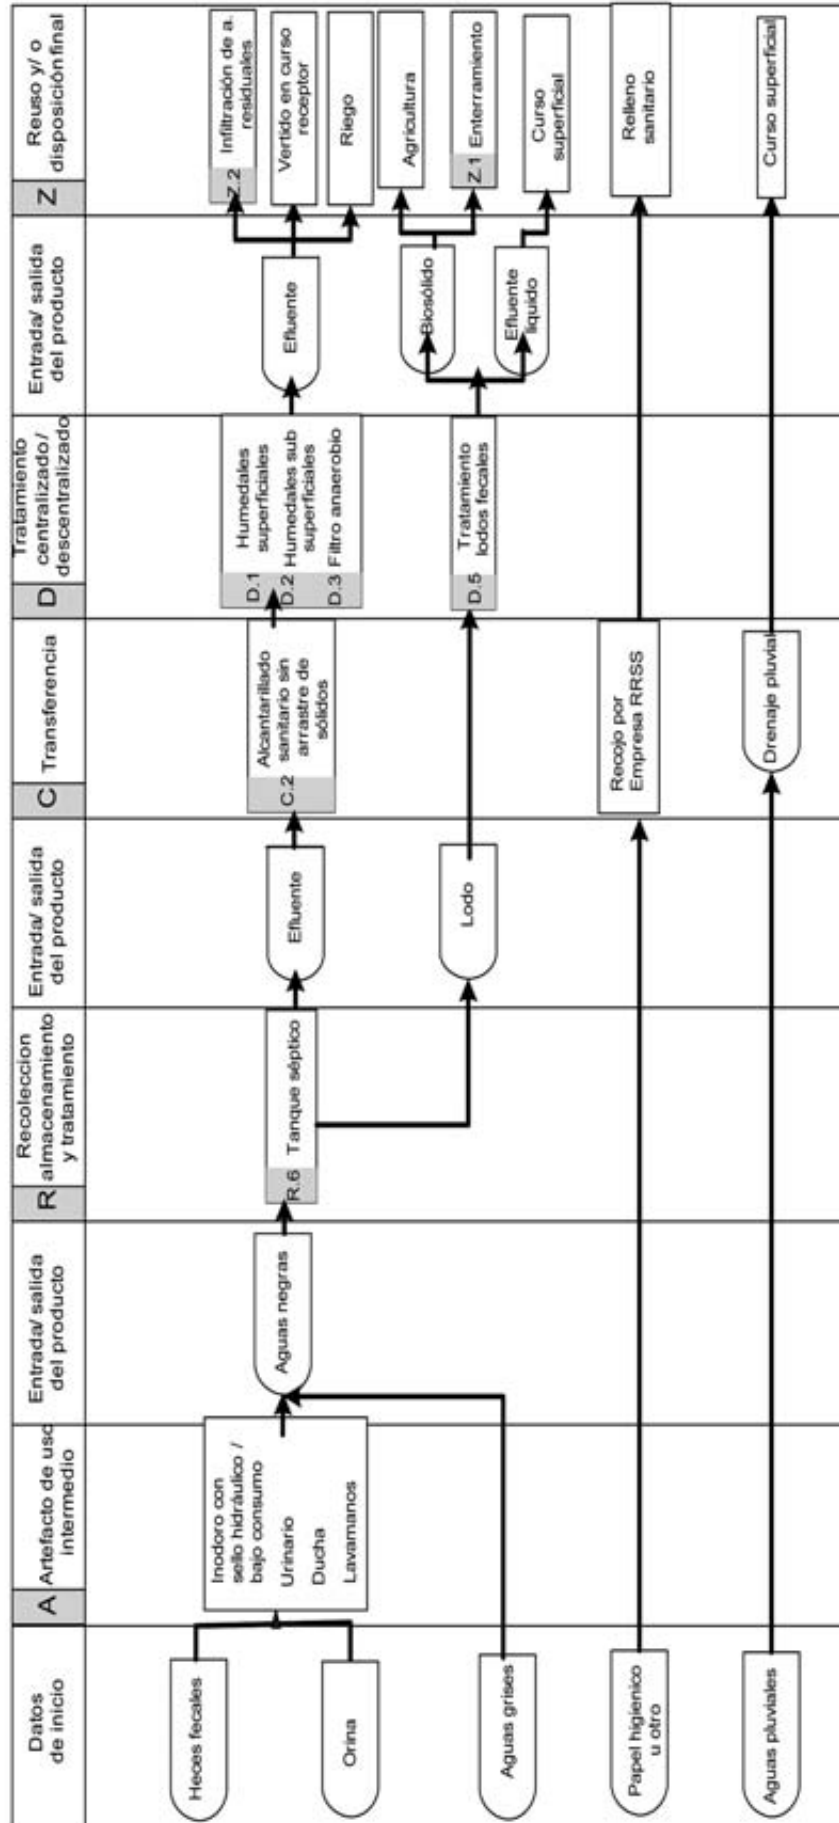 Datos
de inicio
A
Artefacto de uso
intermedio
Entrada/ salida
del producto
R
Recoleccion
almacenamiento
y tratamiento
Entrada/ salida
del producto
C
Transferencia
D
Tratamiento
centralizado/
descentralizado
Entrada/ salida
del producto
Z
Reuso y/ o
disposición final
Heces fecales
Orina
Inodoro con
sello hidráulico /
bajo consumo
Urinario
Ducha
Lavamanos
Aguas negras
R.6 Tanque séptico
Efluente
C.2
Alcantarillado
sanitario sin
arrastre de
sólidos
D.1 Humedales
superficiales
D.2 Humedales sub
superficiales
D.3 Filtro anaerobio
Efluente
Z.2 Infiltración de a.
residuales
Vertido en curso
receptor
Riego
Aguas grises
Lodo
D.5
Tratamiento
lodos fecales
Biosólido
Efluente
liquido
Agricultura
Z.1 Enterramiento
Curso
superficial
Papel higienico
u otro
Recojo por
Empresa RRSS
Relleno
sanitario
Aguas pluviales
Drenaje pluvial
Curso superficial